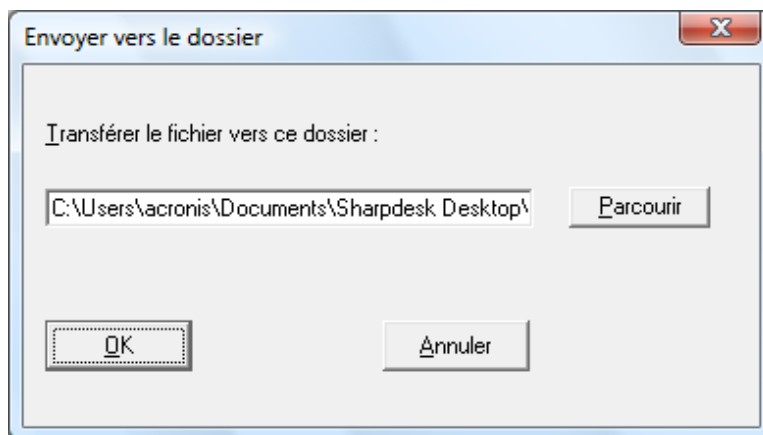 Envoyer vers le dossier
Transférer le fichier vers ce dossier :
C:\Users\acronis\Documents\Sharpdesk Desktop\
Parcourir
OK
Annuler